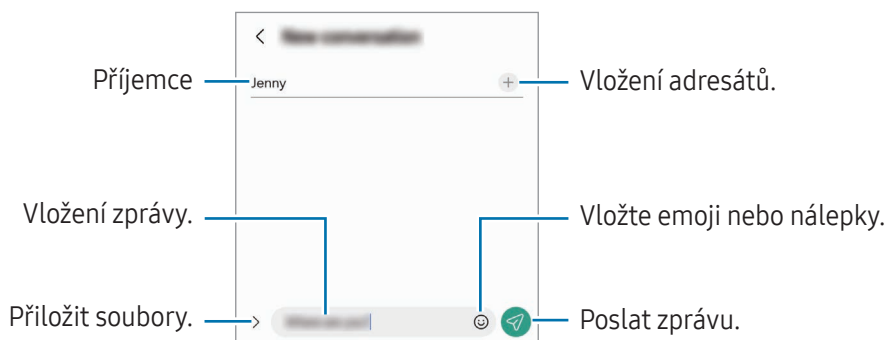 Příjemce
Jenny
Vložení adresátů.
Vložení zprávy.
Vložte emoji nebo nálepky.
Přiložit soubory.
Poslat zprávu.